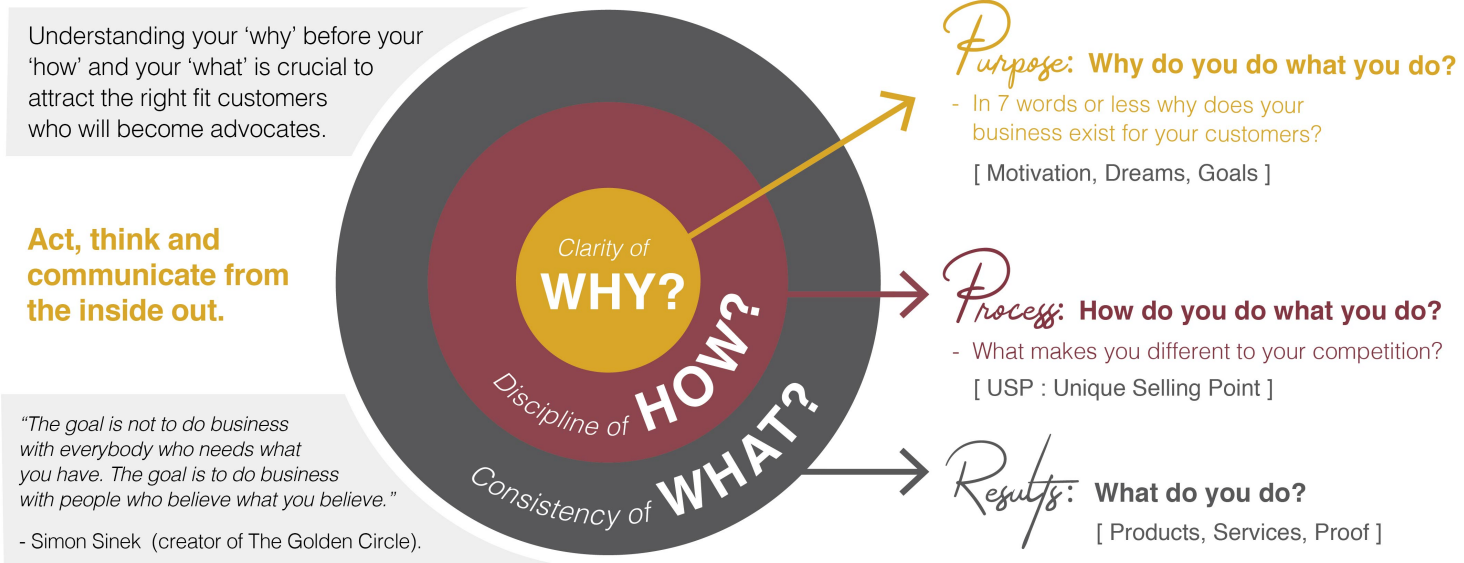 Understanding your ‘why’ before your
‘how’ and your ‘what’ is crucial to
attract the right fit customers
who will become advocates.
Act, think and
communicate from
the inside out.
“The goal is not to do business
with everybody who needs what
you have. The goal is to do business
with people who believe what you believe.”
- Simon Sinek  (creator of The Golden Circle).
Clarity of
WHY?
Discipline of HOW?
Consistency of WHAT?
Purpose: Why do you do what you do?
- In 7 words or less why does your
business exist for your customers?
[ Motivation, Dreams, Goals ]
Process: How do you do what you do?
- What makes you different to your competition?
[ USP : Unique Selling Point ]
Results: What do you do?
[ Products, Services, Proof ]